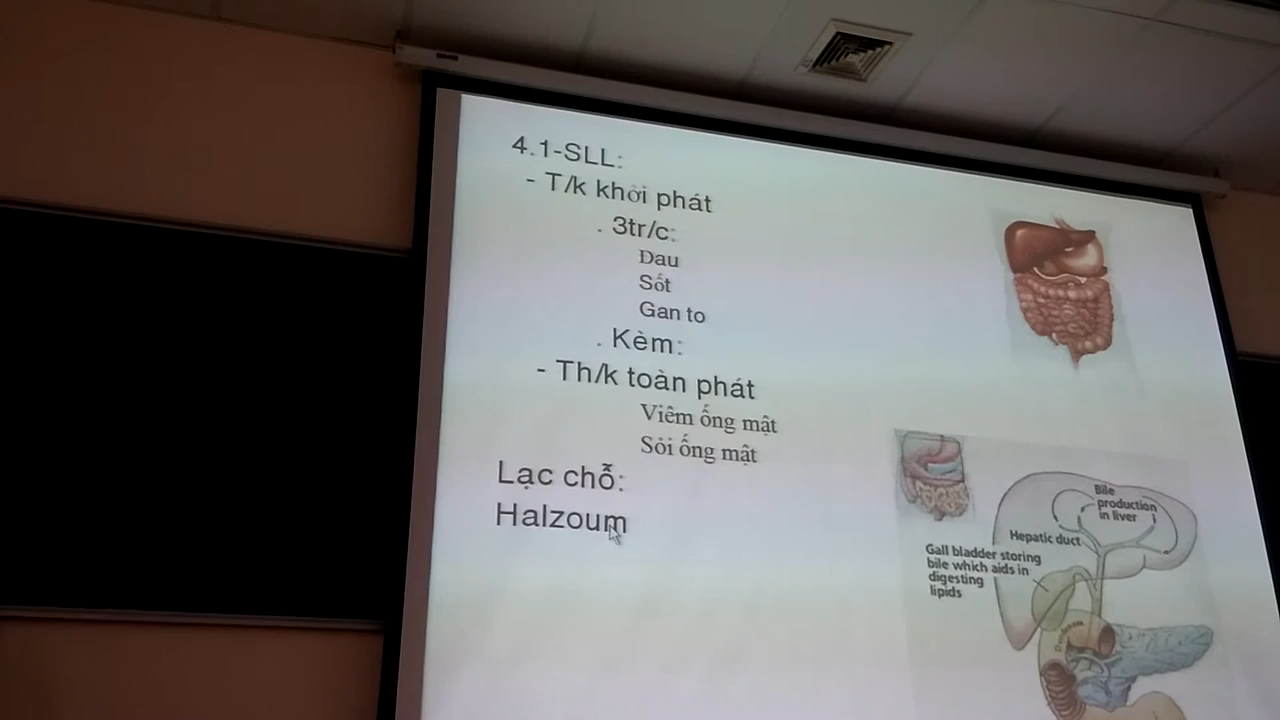 4.1-SLL:
- T/k khởi phát
. 3tr/c:
Đau
Sốt
Gan to
. Kèm:
- Th/k toàn phát
Viêm ống mật
Sỏi ống mật
Lạc chỗ:
Halzoum
Bile
production
in liver
Hepatic duct
Gall bladder storing
bile which aids in
digesting
lipids
Duodenum